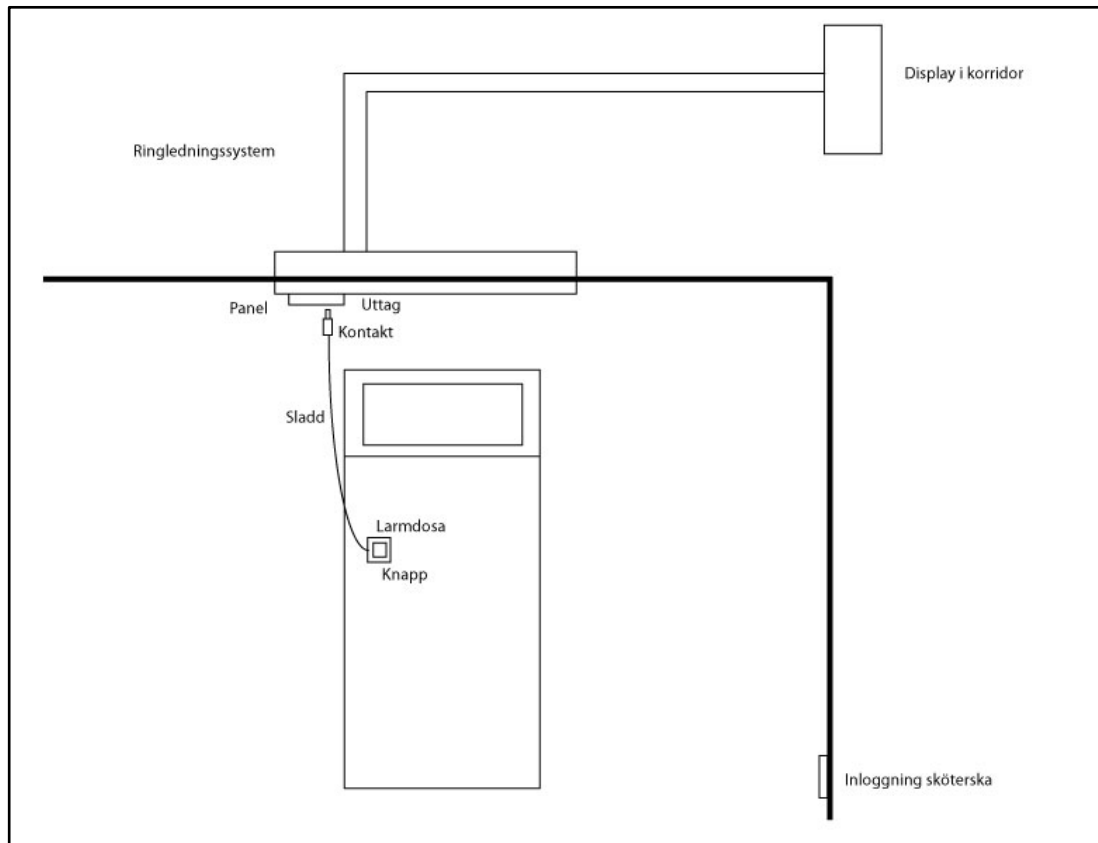 Display i korridor
Ringledningssystem
Panel
Uttag
Kontakt
Sladd
Larmdosa
Knapp
Inloggning sköterska